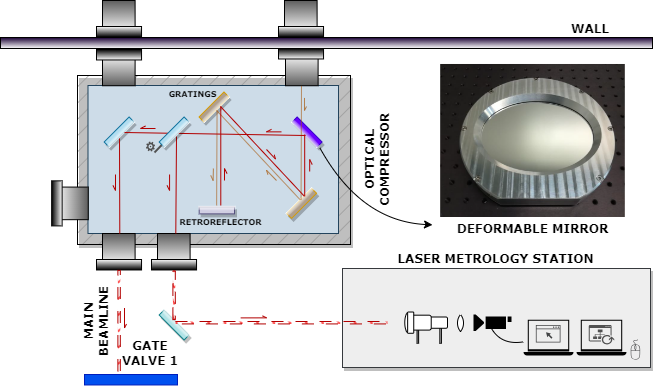 WALL
GRATINGS
OPTICAL
COMPRESSOR
RETROREFLECTOR
DEFORMABLE MIRROR
LASER METROLOGY STATION
MAIN
BEAMLINE
GATE
VALVE 1